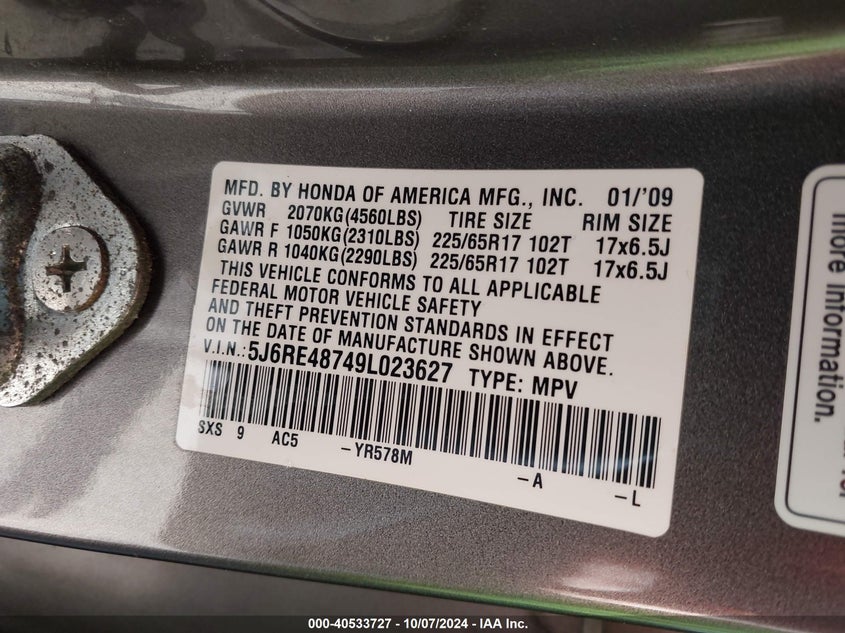 MFD. BY HONDA OF AMERICA MFG., INC. 01/'09
GVWR 2070KG(4560LBS) TIRE SIZE RIM SIZE
GAWR F 1050KG(2310LBS) 225/65R17 102T 17x6.5J
GAWR R 1040KG(2290LBS) 225/65R17 102T 17x6.5J
THIS VEHICLE CONFORMS TO ALL APPLICABLE
FEDERAL MOTOR VEHICLE SAFETY
AND THEFT PREVENTION STANDARDS IN EFFECT
ON THE DATE OF MANUFACTURE SHOWN ABOVE.
V.I.N.: 5J6RE48749L023627 TYPE: MPV
SXS 9 AC5 -YR578M -A -L
more information.
000-40533727 - 10/07/2024 - IAA Inc.